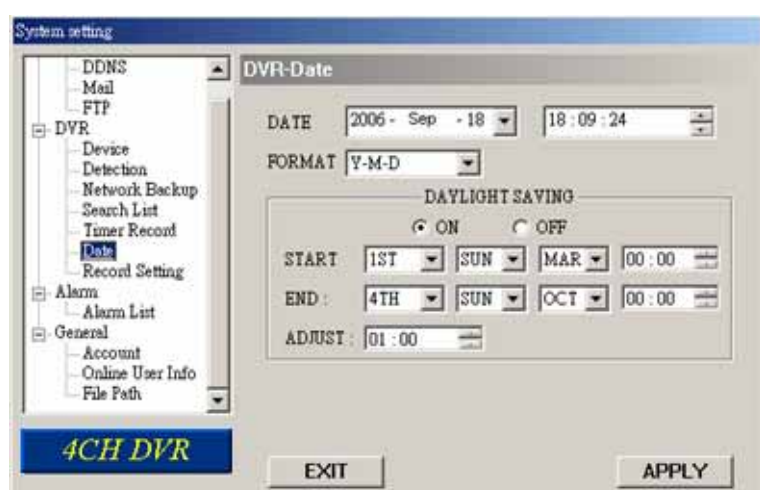 System setting
DDNS
Mail
FTP
DVR
Device
Detection
Network Backup
Search List
Timer Record
Date
Record Setting
Alarm
Alarm List
General
Account
Online User Info
File Path
4CH DVR
DVR-Date
DATE 2006 - Sep - 18 18 : 09 : 24
FORMAT Y-M-D
DAYLIGHT SAVING
ON OFF
START 1ST SUN MAR 00 : 00
END : 4TH SUN OCT 00 : 00
ADJUST : 01 : 00
EXIT APPLY